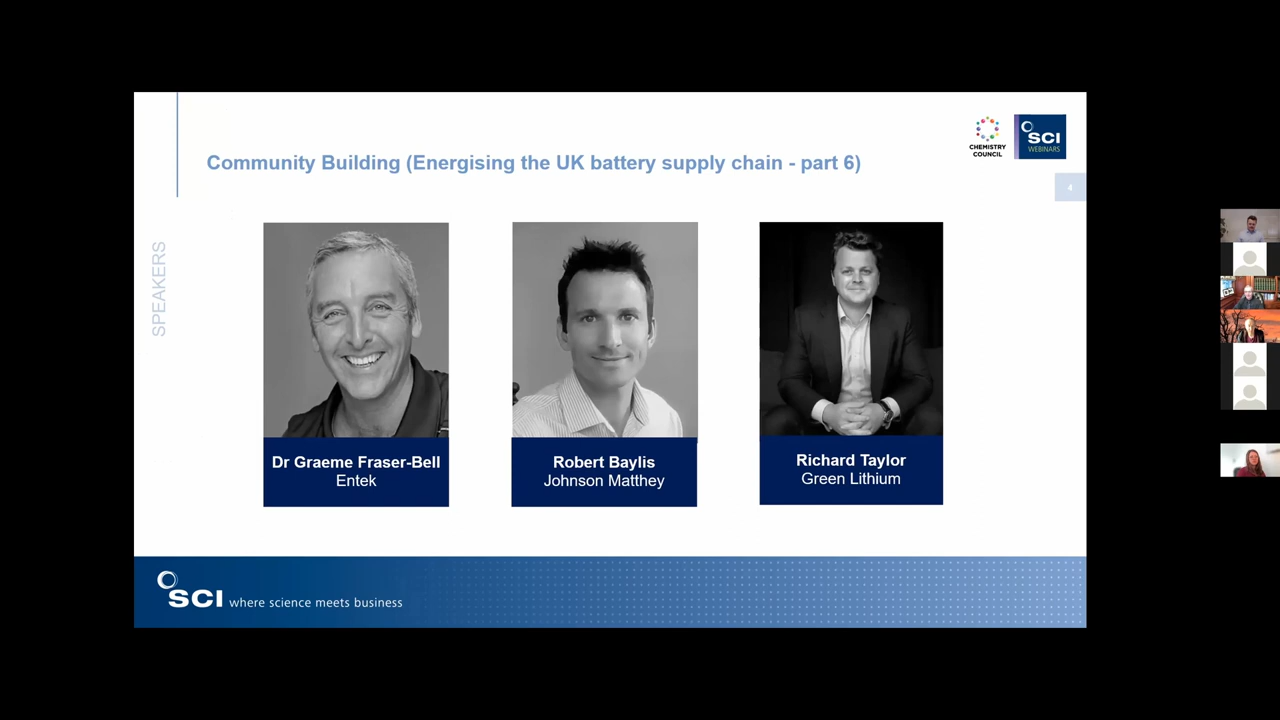 CHEMISTRY
COUNCIL
SCI
WEBINARS
Community Building (Energising the UK battery supply chain - part 6)
4
SPEAKERS
Dr Graeme Fraser-Bell
Entek
Robert Baylis
Johnson Matthey
Richard Taylor
Green Lithium
SCI where science meets business